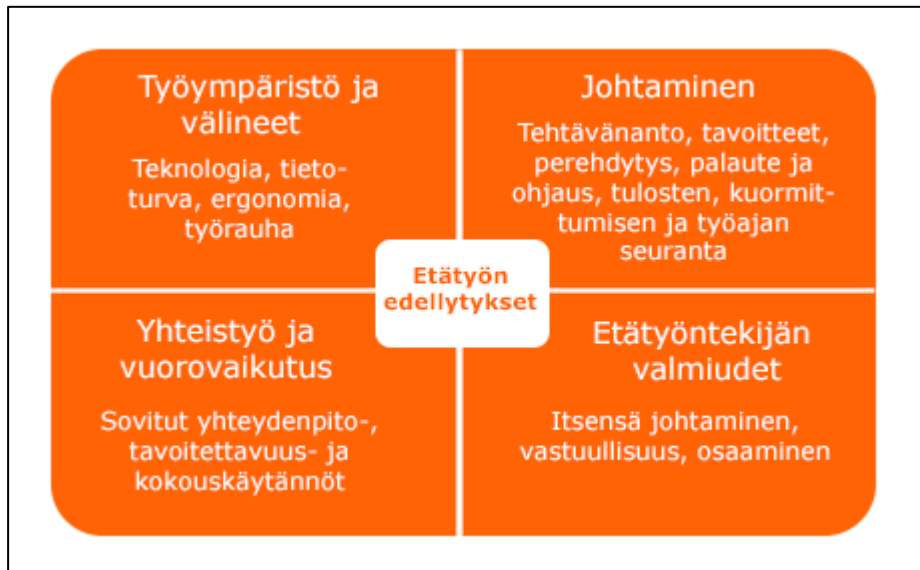 Työympäristö ja
välineet
Teknologia, tieto-
turva, ergonomia,
työrauha
Johtaminen
Tehtävänanto, tavoitteet,
perehdytys, palaute ja
ohjaus, tulosten, kuormit-
tumisen ja työajan
seuranta
Etätyön
edellytykset
Yhteistyö ja
vuorovaikutus
Sovitut yhteydenpito-,
tavoitettavuus- ja
kokouskäytännöt
Etätyöntekijän
valmiudet
Itsensä johtaminen,
vastuullisuus, osaaminen